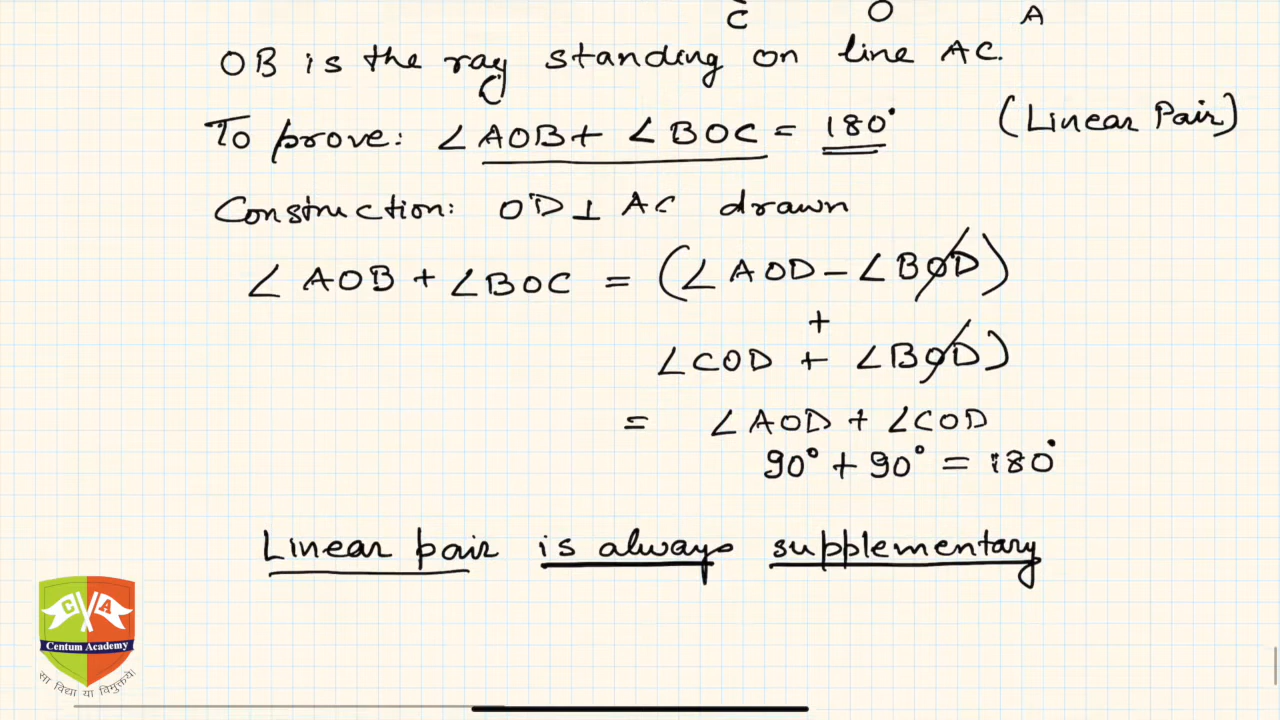 C O A
OB is the ray standing on line AC.
To prove: ∠AOB + ∠BOC = 180° (Linear Pair)
Construction: OD ⊥ AC drawn
∠AOB + ∠BOC = (∠AOD − ∠BOD)
+
∠COD + ∠BOD)
= ∠AOD + ∠COD
90° + 90° = 180°
Linear pair is always supplementary
C A
Centum Academy
सा विद्या या विमुक्तये।